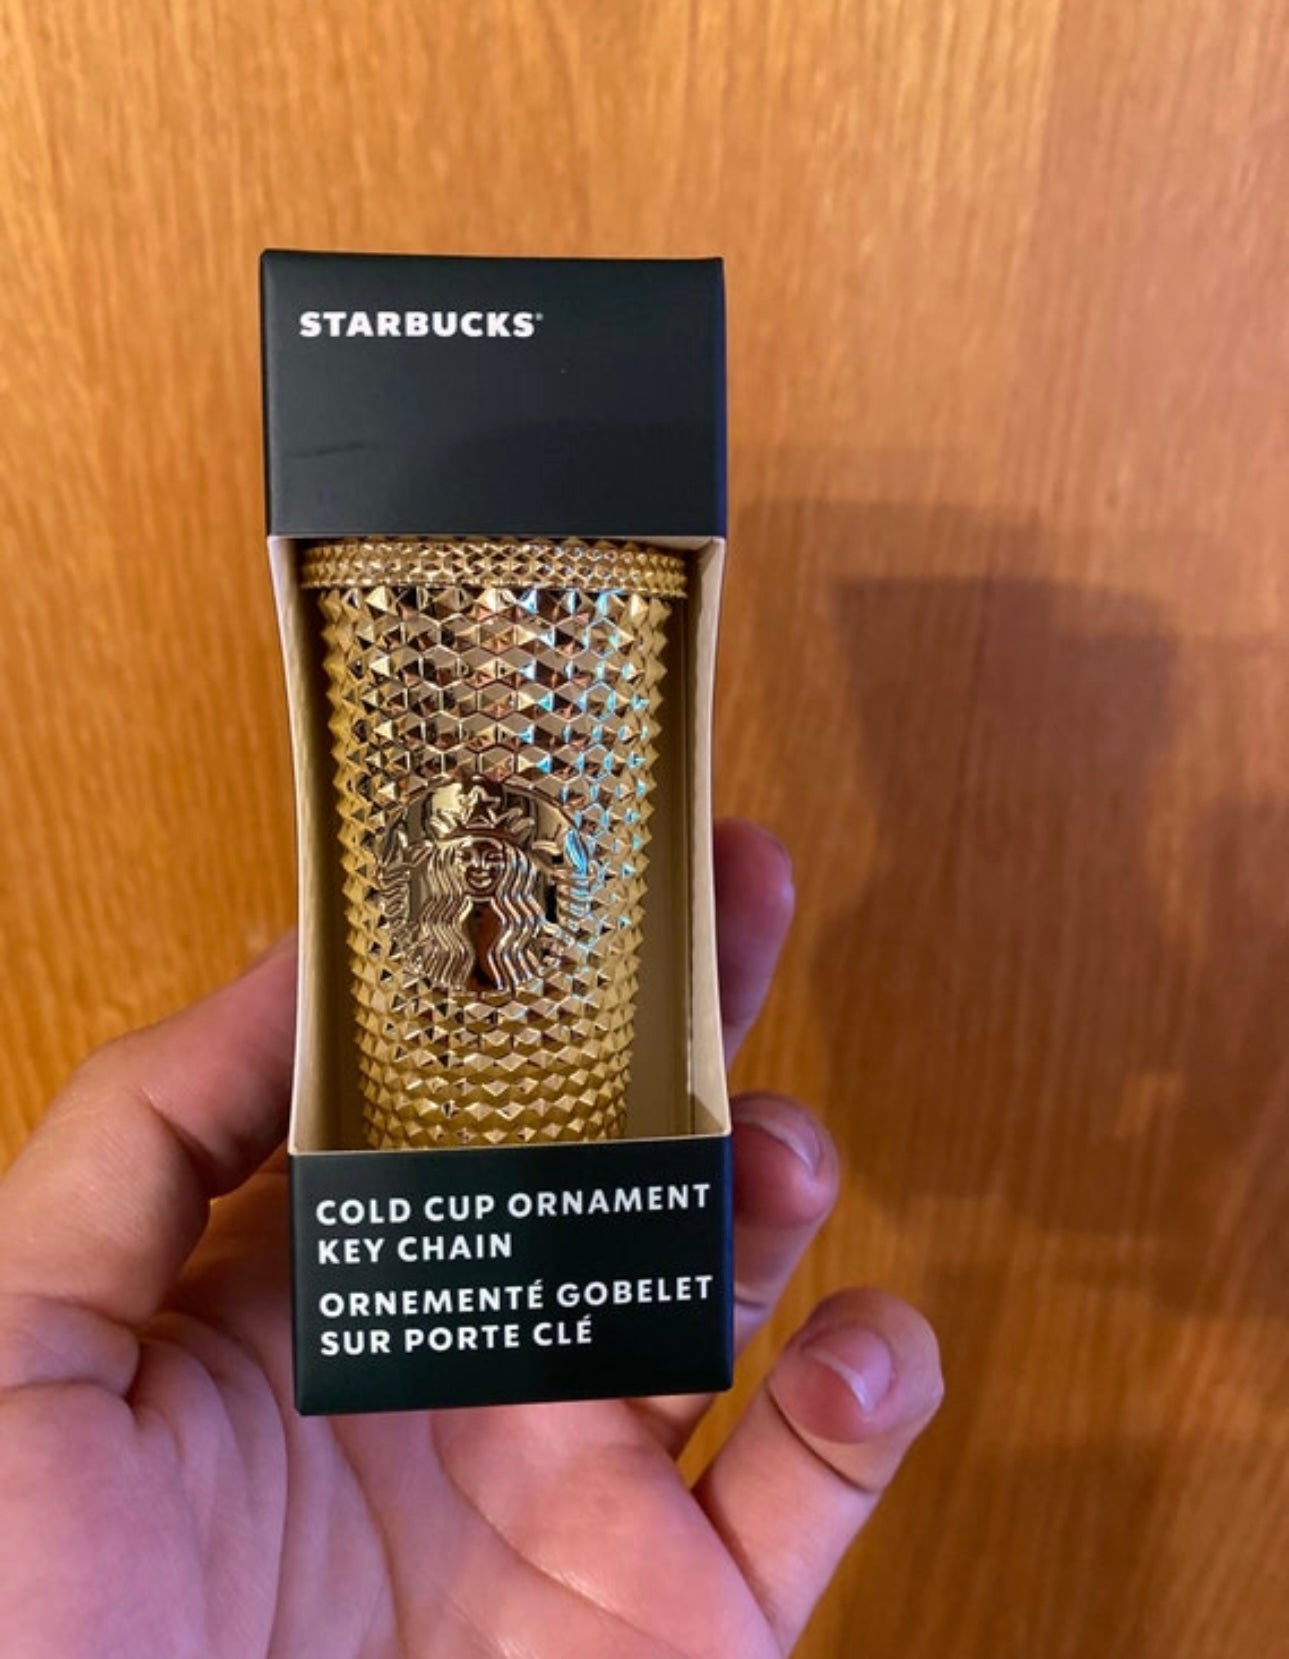 STARBUCKS®
COLD CUP ORNAMENT
KEY CHAIN
ORNEMENTÉ GOBELET
SUR PORTE CLÉ